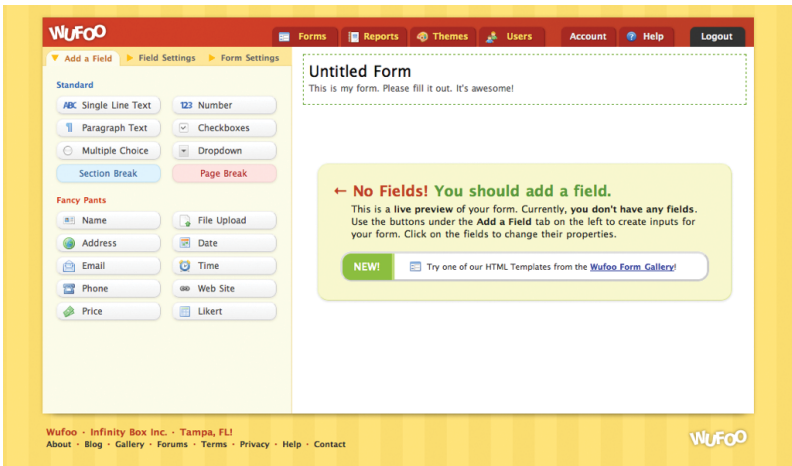 WUFOO
Forms Reports Themes Users Account Help Logout
Add a Field Field Settings Form Settings
Standard
ABC Single Line Text 123 Number
Paragraph Text Checkboxes
Multiple Choice Dropdown
Section Break Page Break
Fancy Pants
Name File Upload
Address Date
Email Time
Phone Web Site
Price Likert
Untitled Form
This is my form. Please fill it out. It's awesome!
← No Fields! You should add a field.
This is a live preview of your form. Currently, you don't have any fields.
Use the buttons under the Add a Field tab on the left to create inputs for
your form. Click on the fields to change their properties.
NEW! Try one of our HTML Templates from the Wufoo Form Gallery!
Wufoo · Infinity Box Inc. · Tampa, FL!
About · Blog · Gallery · Forums · Terms · Privacy · Help · Contact
WUFOO